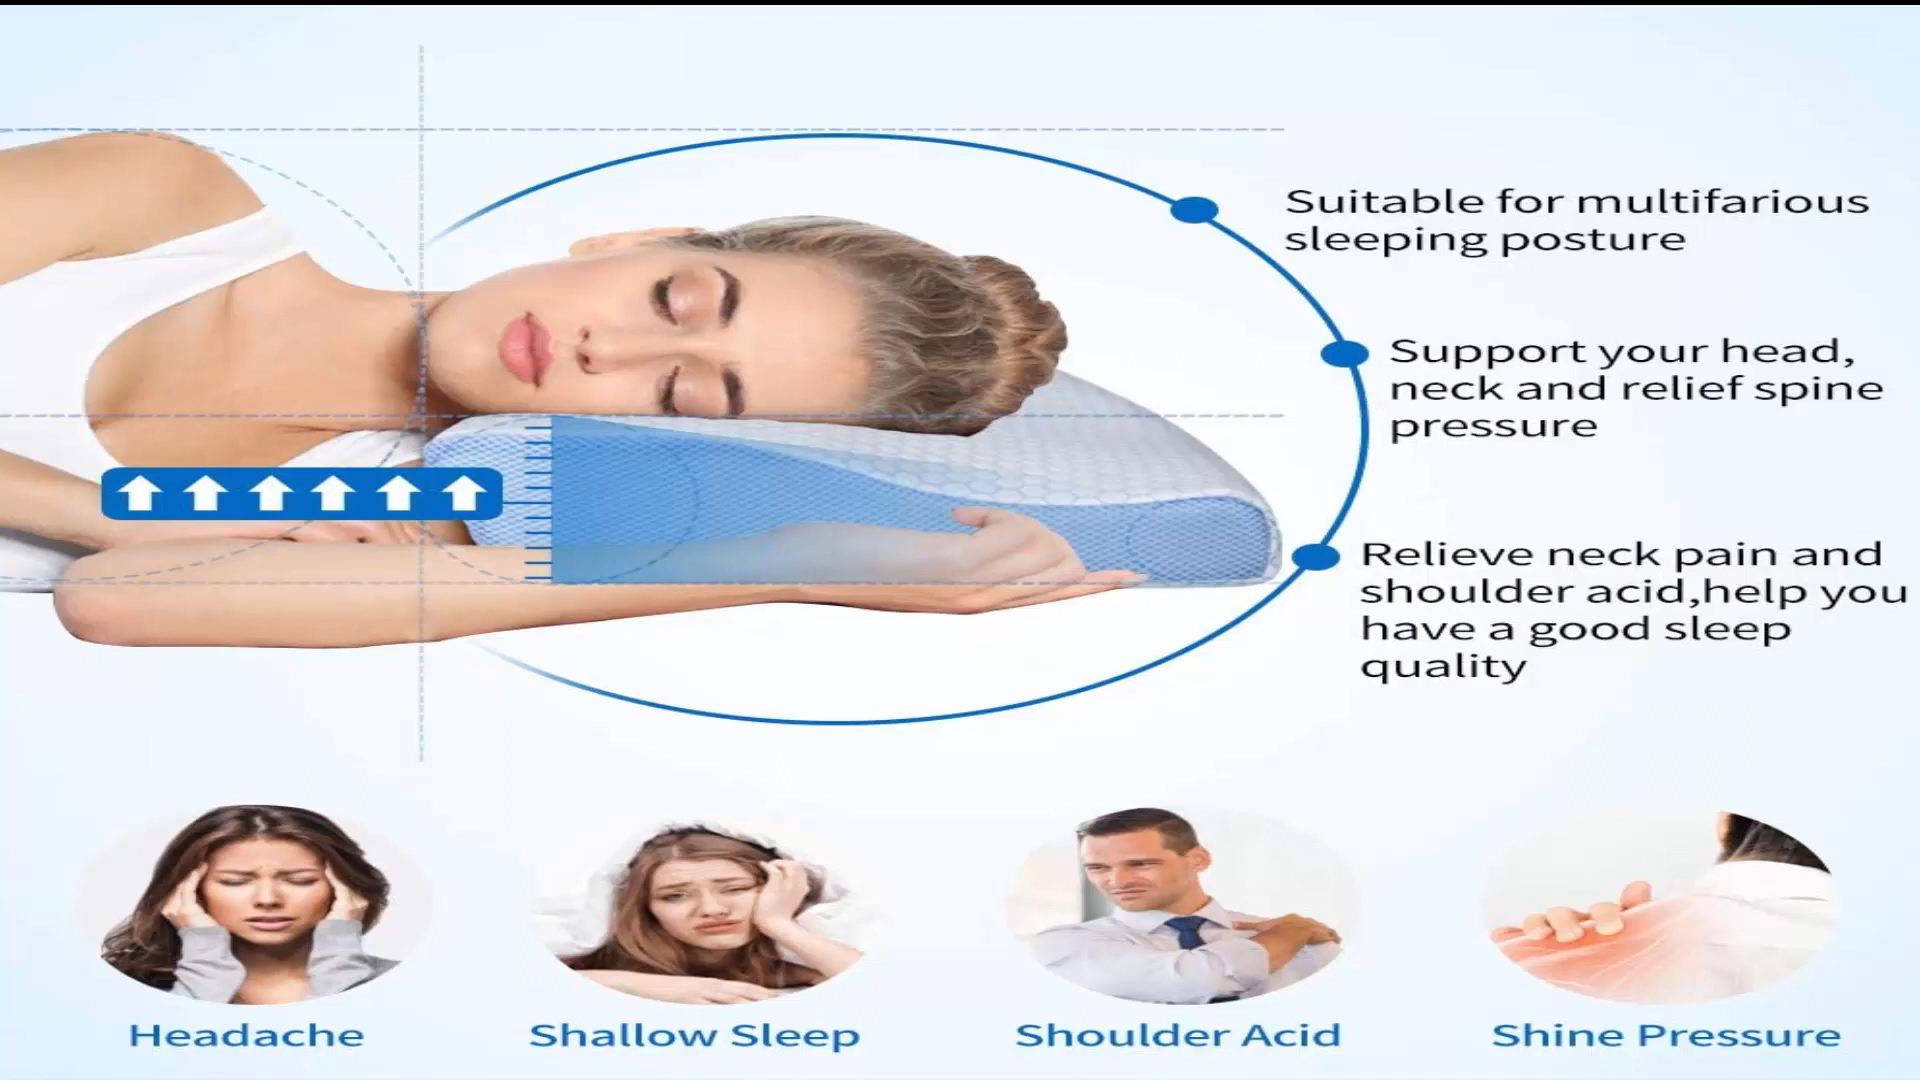 Suitable for multifarious
sleeping posture
Support your head,
neck and relief spine
pressure
Relieve neck pain and
shoulder acid,help you
have a good sleep
quality
Headache
Shallow Sleep
Shoulder Acid
Shine Pressure